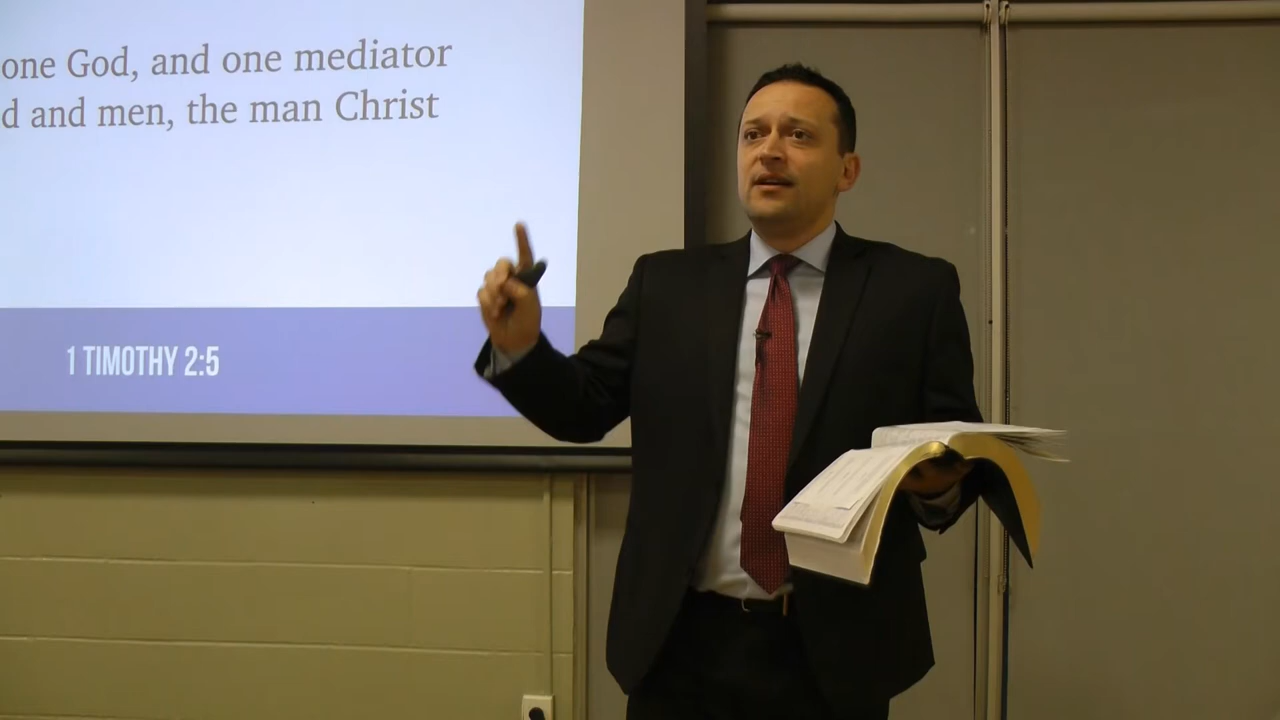 one God, and one mediator
d and men, the man Christ
1 TIMOTHY 2:5